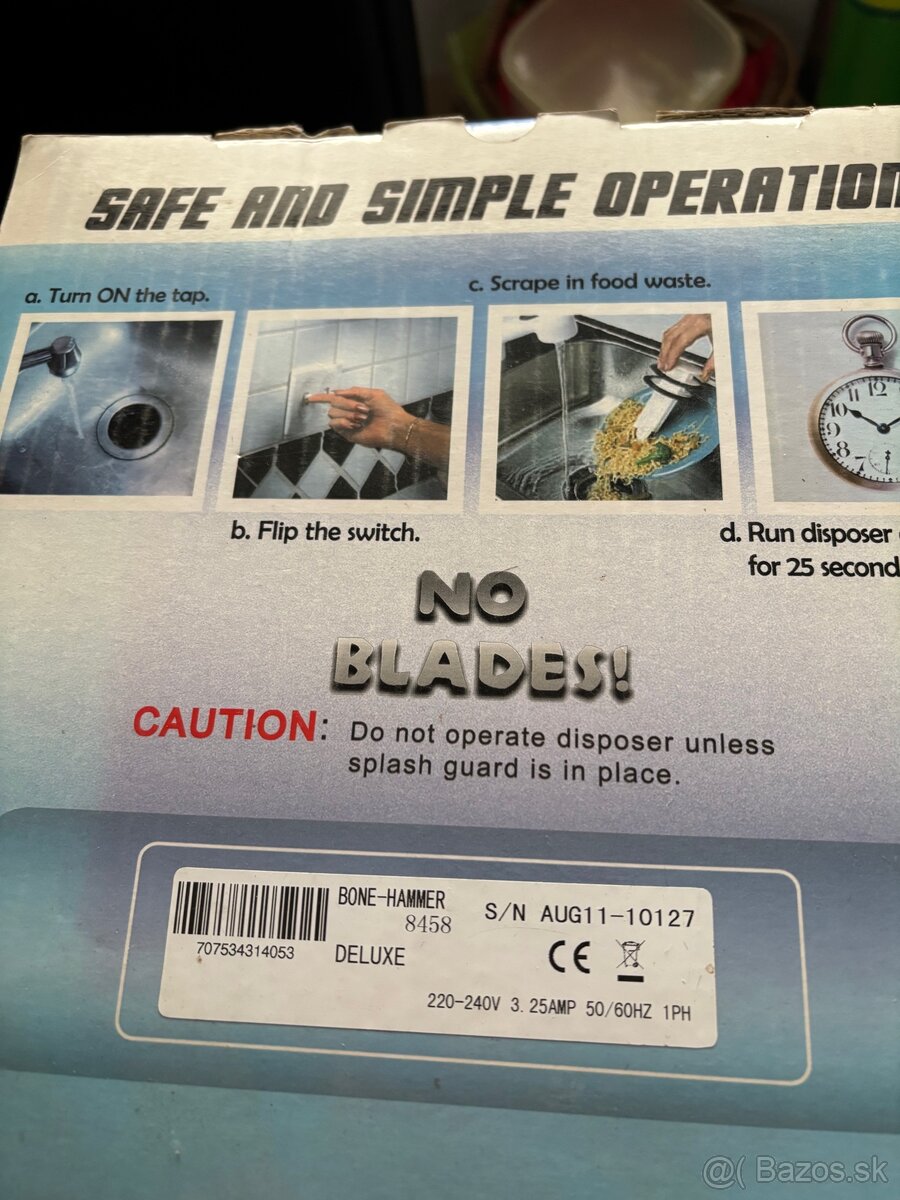 SAFE AND SIMPLE OPERATION
a. Turn ON the tap.
c. Scrape in food waste.
b. Flip the switch.
d. Run disposer
for 25 second
NO
BLADES!
CAUTION: Do not operate disposer unless
splash guard is in place.
BONE-HAMMER
8458
DELUXE
707534314053
S/N AUG11-10127
CE
220-240V 3.25AMP 50/60HZ 1PH
@( Bazos.sk